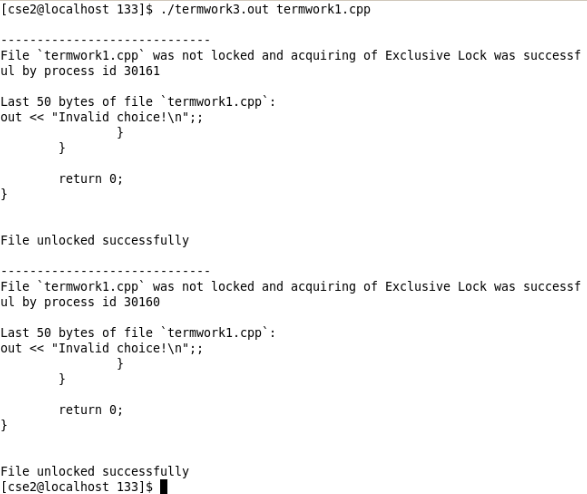 [cse2@localhost 133]$ ./termwork3.out termwork1.cpp
-----------------------------
File `termwork1.cpp` was not locked and acquiring of Exclusive Lock was successf
ul by process id 30161
Last 50 bytes of file `termwork1.cpp`:
out << "Invalid choice!\n";;
                }
        }
        return 0;
}
File unlocked successfully
-----------------------------
File `termwork1.cpp` was not locked and acquiring of Exclusive Lock was successf
ul by process id 30160
Last 50 bytes of file `termwork1.cpp`:
out << "Invalid choice!\n";;
                }
        }
        return 0;
}
File unlocked successfully
[cse2@localhost 133]$